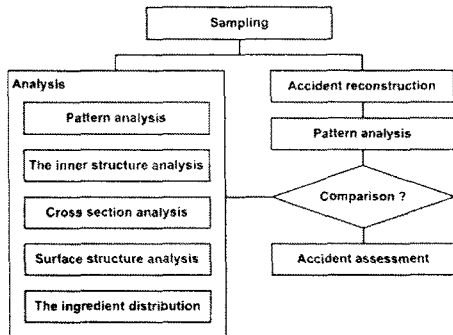 Sampling
Analysis
Pattern analysis
The inner structure analysis
Cross section analysis
Surface structure analysis
The ingredient distribution
Accident reconstruction
Pattern analysis
Comparison ?
Accident assessment